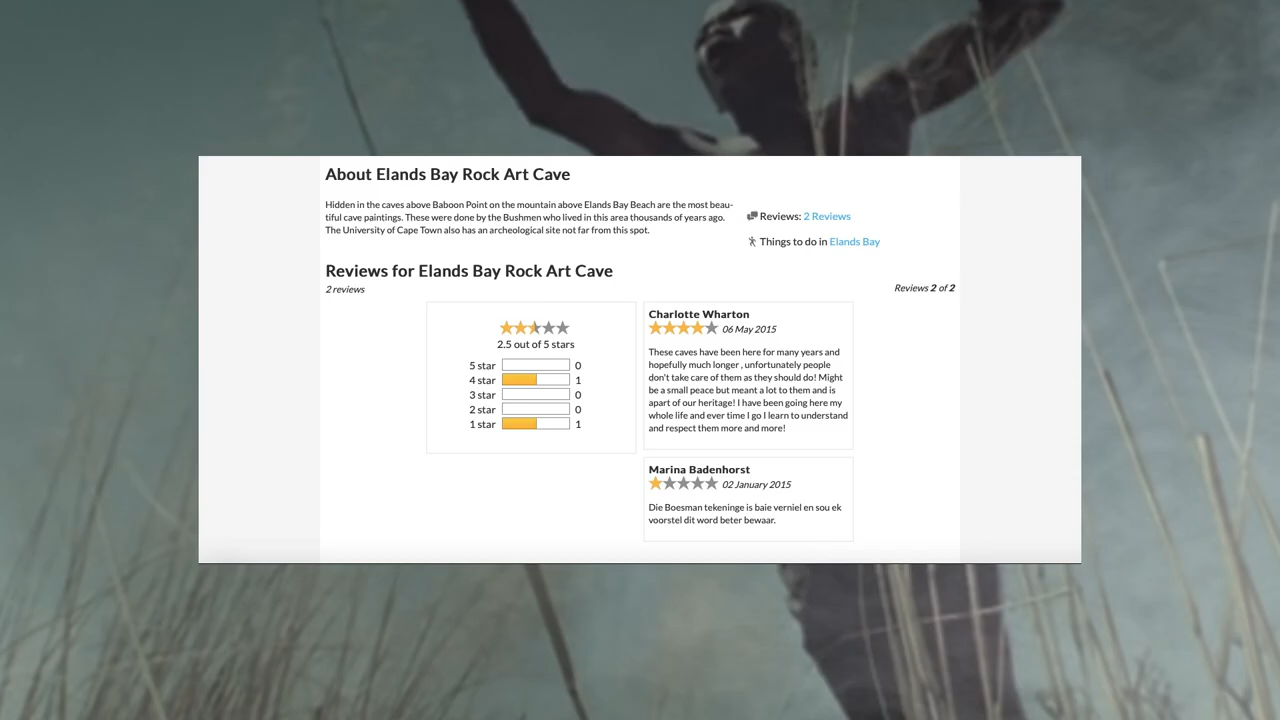 About Elands Bay Rock Art Cave
Hidden in the caves above Baboon Point on the mountain above Elands Bay Beach are the most beau-
tiful cave paintings. These were done by the Bushmen who lived in this area thousands of years ago.
The University of Cape Town also has an archeological site not far from this spot.
Reviews: 2 Reviews
Things to do in Elands Bay
Reviews for Elands Bay Rock Art Cave
2 reviews
Reviews 2 of 2
2.5 out of 5 stars
5 star 0
4 star 1
3 star 0
2 star 0
1 star 1
Charlotte Wharton
06 May 2015
These caves have been here for many years and
hopefully much longer , unfortunately people
don't take care of them as they should do! Might
be a small peace but meant a lot to them and is
apart of our heritage! I have been going here my
whole life and ever time I go I learn to understand
and respect them more and more!
Marina Badenhorst
02 January 2015
Die Boesman tekeninge is baie verniel en sou ek
voorstel dit word beter bewaar.